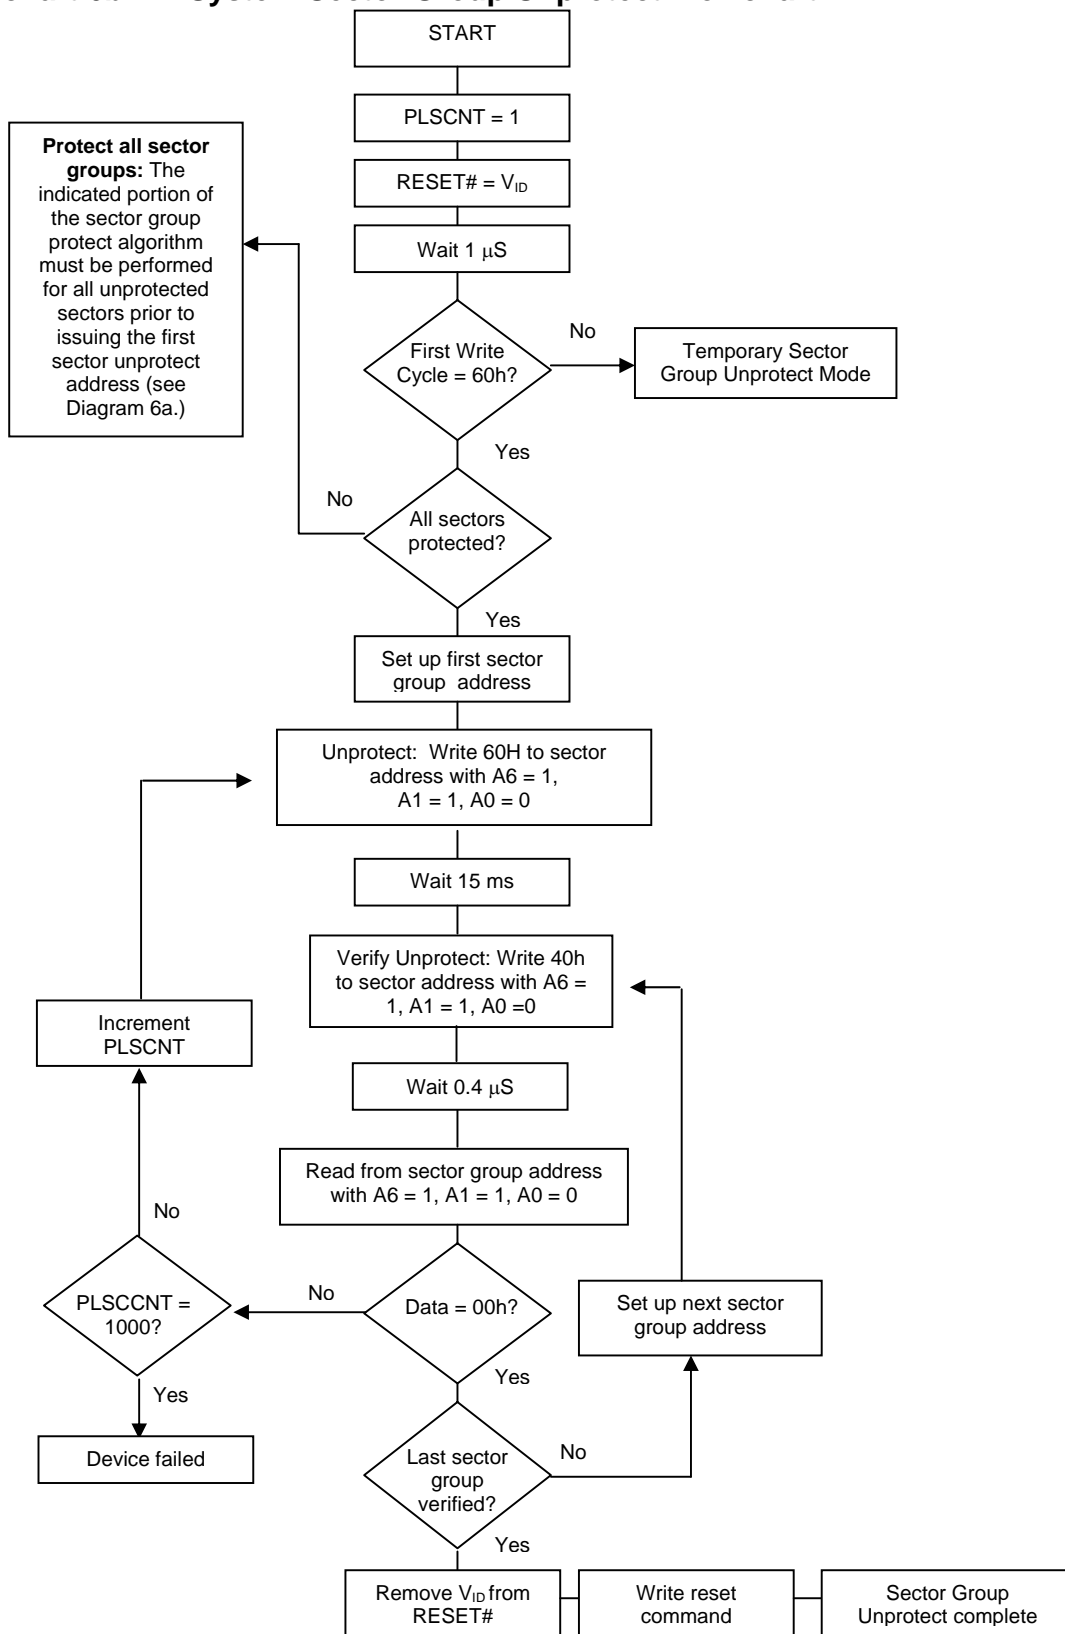 START
PLSCNT = 1
RESET# = VID
Wait 1 μS
Protect all sector
groups: The
indicated portion of
the sector group
protect algorithm
must be performed
for all unprotected
sectors prior to
issuing the first
sector unprotect
address (see
Diagram 6a.)
First Write
Cycle = 60h?
No
Temporary Sector
Group Unprotect Mode
Yes
No
All sectors
protected?
Yes
Set up first sector
group address
Unprotect: Write 60H to sector
address with A6 = 1,
A1 = 1, A0 = 0
Wait 15 ms
Verify Unprotect: Write 40h
to sector address with A6 =
1, A1 = 1, A0 =0
Increment
PLSCNT
Wait 0.4 μS
Read from sector group address
with A6 = 1, A1 = 1, A0 = 0
No
PLSCCNT =
1000?
No
Data = 00h?
Set up next sector
group address
Yes
Yes
Device failed
Last sector
group
verified?
No
Yes
Remove VID from
RESET#
Write reset
command
Sector Group
Unprotect complete